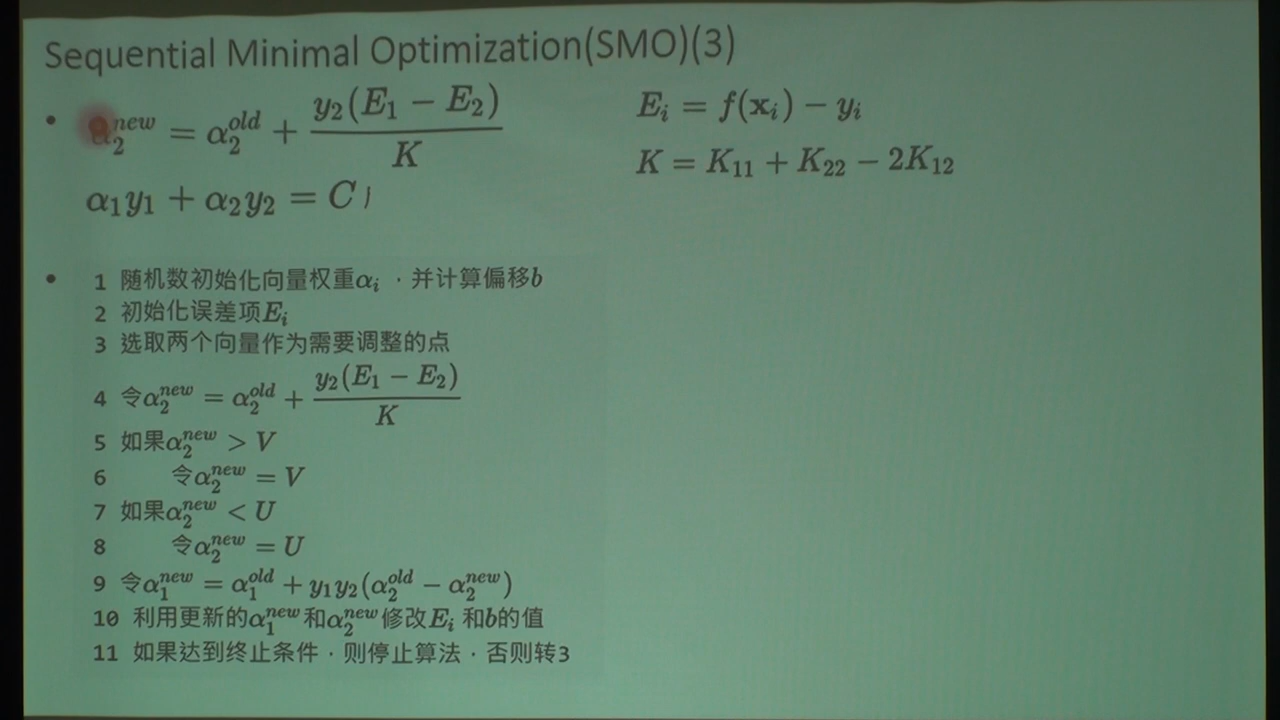 Sequential Minimal Optimization(SMO)(3)
• α₂^{new} = α₂^{old} + y₂(E₁ − E₂) / K
E_i = f(x_i) − y_i
K = K₁₁ + K₂₂ − 2K₁₂
α₁y₁ + α₂y₂ = C
• 1 随机数初始化向量权重α_i，并计算偏移b
2 初始化误差项E_i
3 选取两个向量作为需要调整的点
4 令α₂^{new} = α₂^{old} + y₂(E₁ − E₂) / K
5 如果α₂^{new} > V
6 令α₂^{new} = V
7 如果α₂^{new} < U
8 令α₂^{new} = U
9 令α₁^{new} = α₁^{old} + y₁y₂(α₂^{old} − α₂^{new})
10 利用更新的α₁^{new}和α₂^{new}修改E_i和b的值
11 如果达到终止条件，则停止算法，否则转3